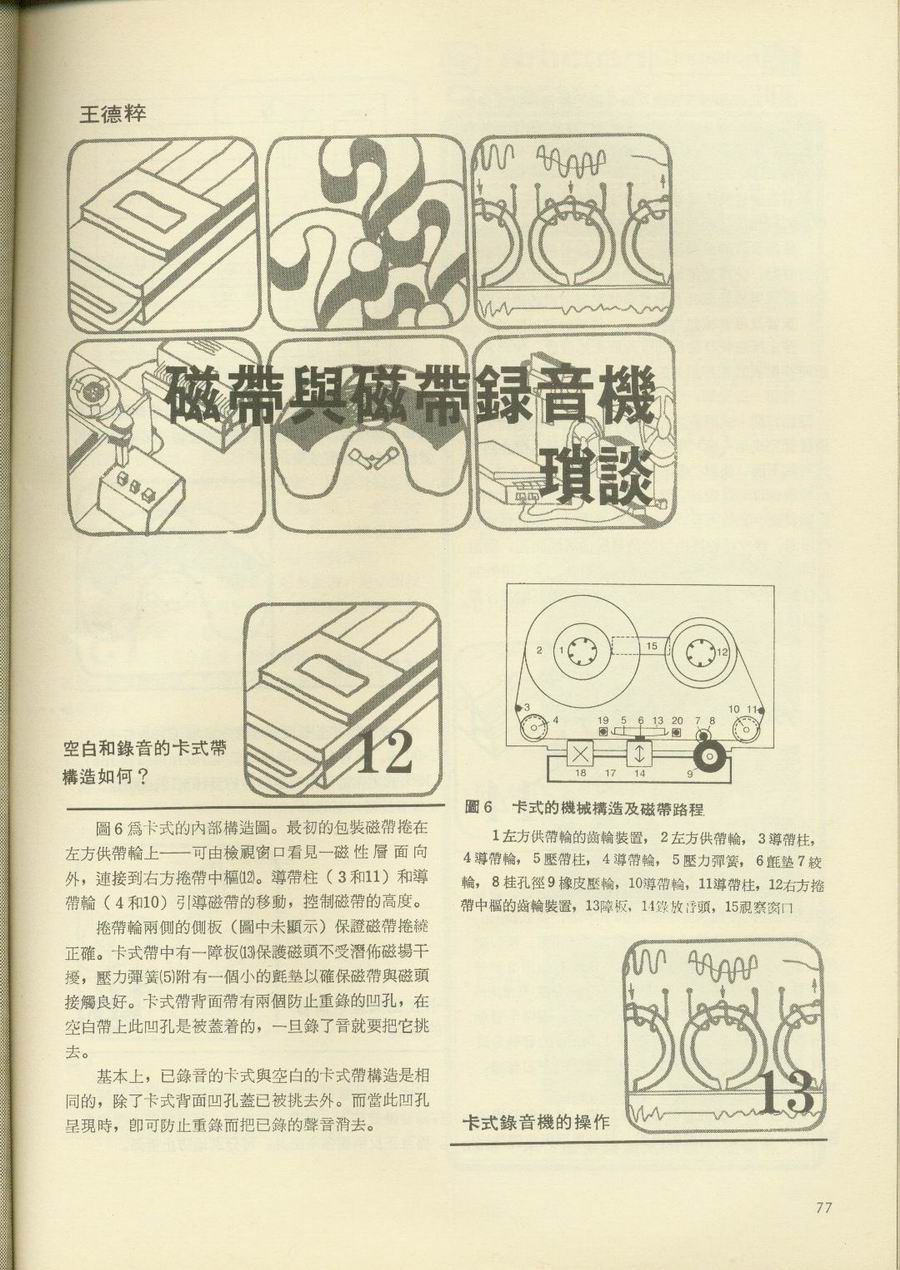 王德粹
磁帶與磁帶録音機
瑣談
12
空白和錄音的卡式帶
構造如何？
圖6爲卡式的內部構造圖。最初的包裝磁帶捲在
左方供帶輪上——可由檢視窗口看見—磁性層面向
外，連接到右方捲帶中樞⑿。導帶柱（3和11）和導
帶輪（4和10）引導磁帶的移動，控制磁帶的高度。
捲帶輪兩側的側板（圖中未顯示）保證磁帶捲繞
正確。卡式帶中有一障板⒀保護磁頭不受潛佈磁場干
擾，壓力彈簧⑸附有一個小的氈墊以確保磁帶與磁頭
接觸良好。卡式帶背面帶有兩個防止重錄的凹孔，在
空白帶上此凹孔是被蓋着的，一旦錄了音就要把它挑
去。
基本上，已錄音的卡式與空白的卡式帶構造是相
同的，除了卡式背面凹孔蓋已被挑去外。而當此凹孔
呈現時，卽可防止重錄而把已錄的聲音消去。
2
1
15
12
3
4
19 5 6 13 20 7 8
10 11
18 17 14 9
圖6 卡式的機械構造及磁帶路程
1左方供帶輪的齒輪裝置，2左方供帶輪，3導帶柱，
4導帶輪，5壓帶柱，4導帶輪，5壓力彈簧，6氈墊7絞
輪，8桂孔徑9橡皮壓輪，10導帶輪，11導帶柱，12右方捲
帶中樞的齒輪裝置，13障板，14錄放音頭，15視察窗口
13
卡式錄音機的操作
77